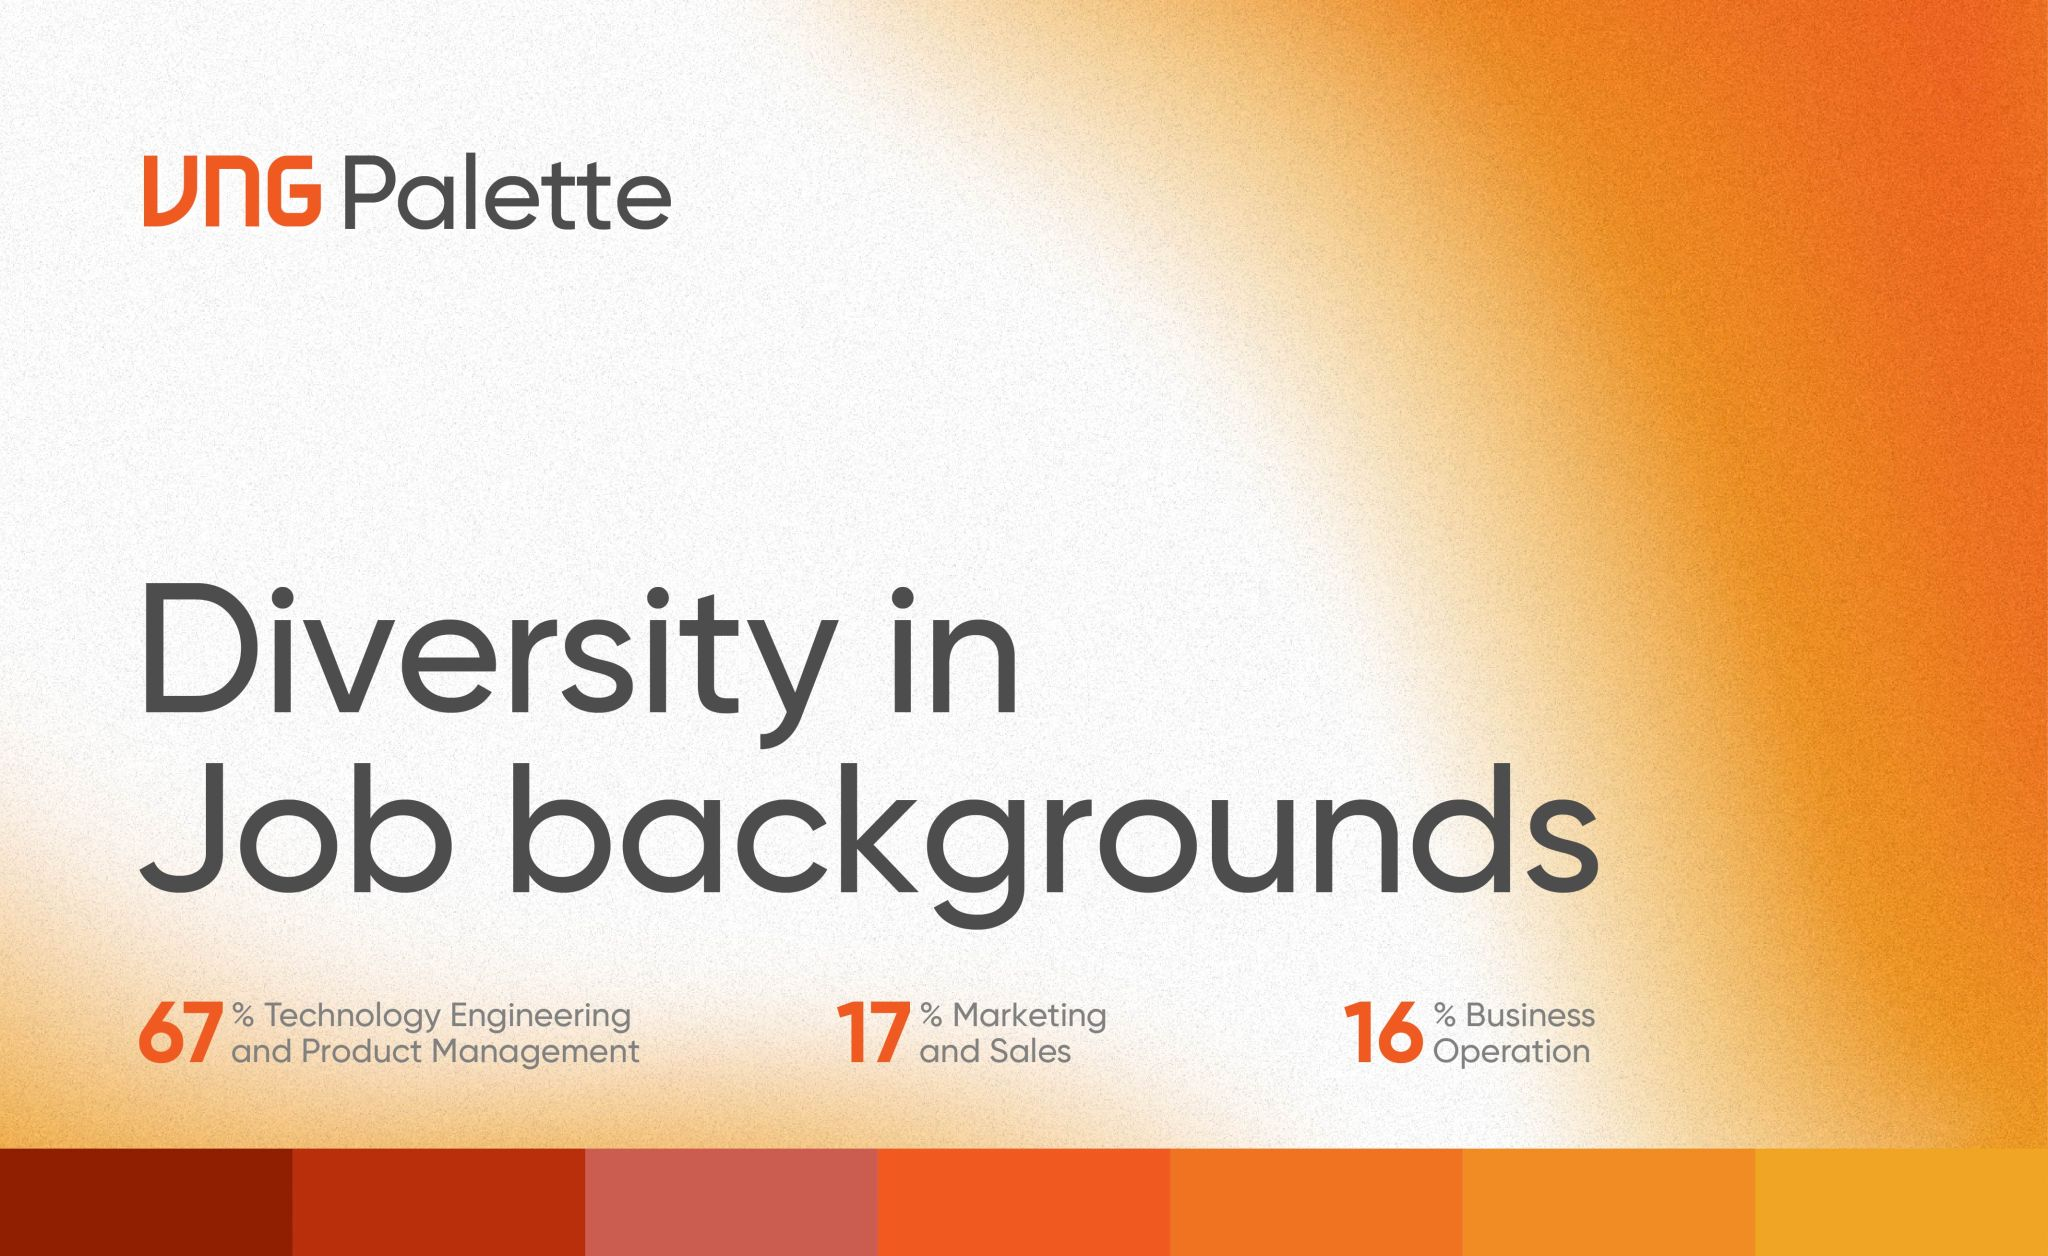 VNG Palette
Diversity in
Job backgrounds
67 % Technology Engineering
and Product Management
17 % Marketing
and Sales
16 % Business
Operation